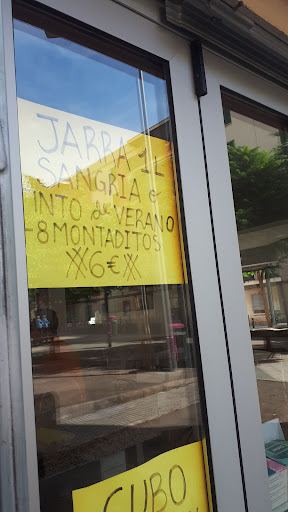 JARRA 1L
SANGRIA o
INTO de VERANO
+8 MONTADITOS
6€
CUBO